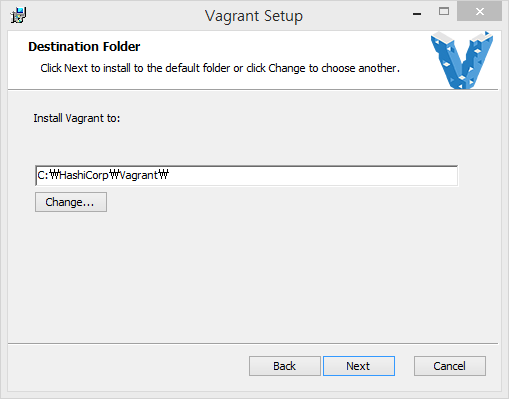 Vagrant Setup
Destination Folder
Click Next to install to the default folder or click Change to choose another.
Install Vagrant to:
C:₩HashiCorp₩Vagrant₩
Change...
Back
Next
Cancel